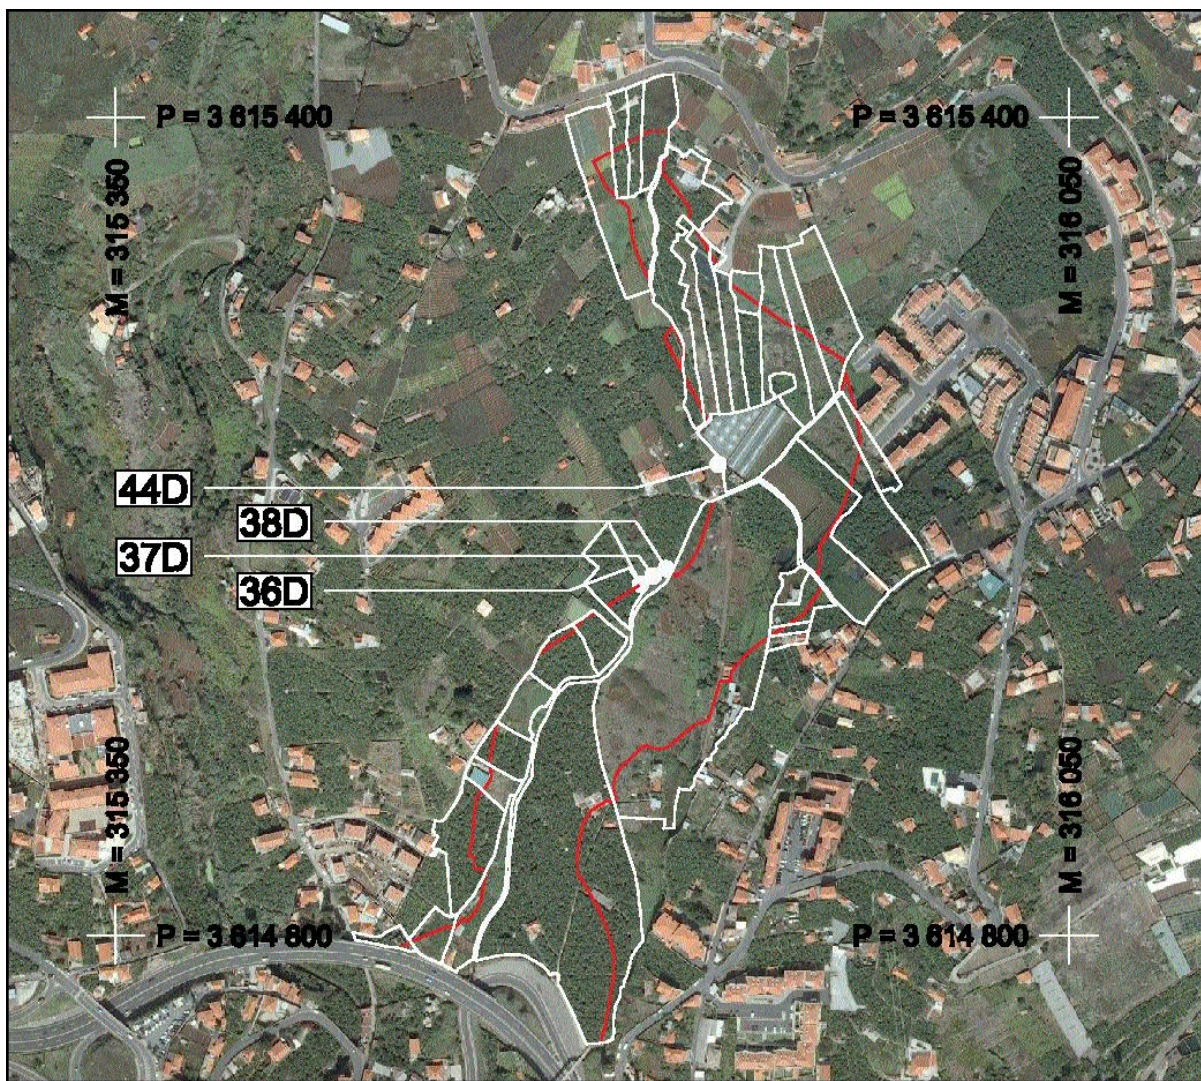 P = 3 615 400
P = 3 615 400
M = 315 350
M = 316 050
44D
38D
37D
36D
M = 315 350
M = 316 050
P = 3 614 800
P = 3 614 800